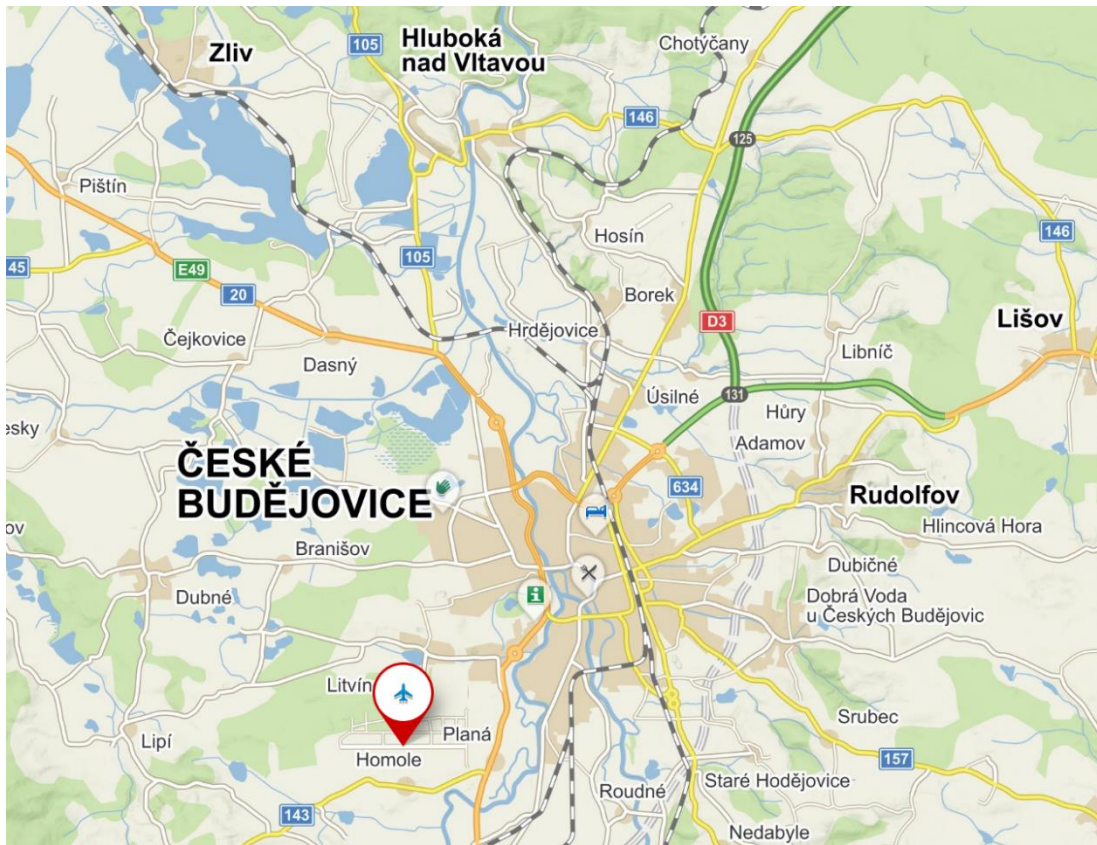 Zliv
105
Hluboká
nad Vltavou
Chotýčany
146
125
Pištín
Hosín
146
45
E49
105
20
Borek
D3
Lišov
Hrdějovice
Čejkovice
Dasný
Libníč
131
Úsilné
Hůry
esky
Adamov
ČESKÉ
BUDĚJOVICE
634
Rudolfov
ov
Hlincová Hora
Branišov
Dubičné
Dubné
i
Dobrá Voda
u Českých Budějovic
Litvín
Srubec
Lipí
Planá
Homole
157
Staré Hodějovice
Roudné
143
Nedabyle